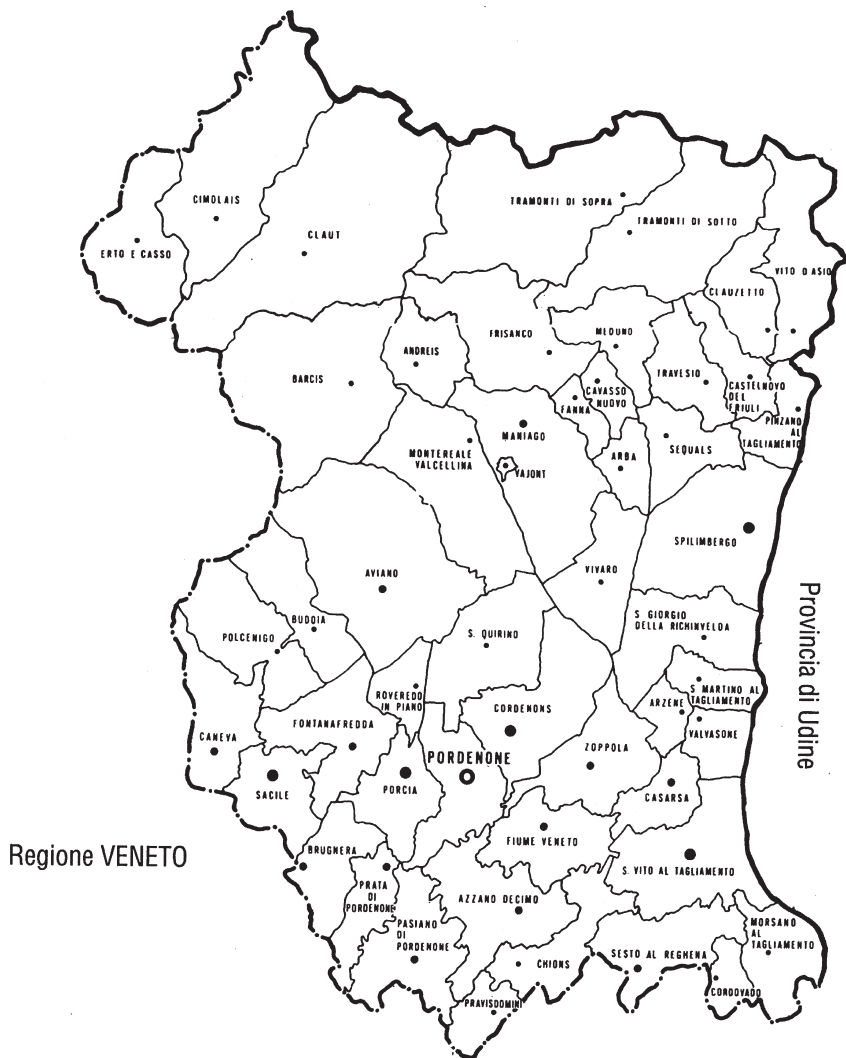 CIMOLAIS
TRAMONTI DI SOPRA
TRAMONTI DI SOTTO
CLAUT
ERTO E CASSO
VITO D'ASIO
CLAUZETTO
FRISANCO
MEDUNO
ANDREIS
BARCIS
TRAVESIO
CASTELNOVO
DEL
FRIULI
CAVASSO
NUOVO
FANNA
PINZANO
AL
TAGLIAMENTO
MANIAGO
MONTEREALE
VALCELLINA
VAJONT
ARBA
SEQUALS
SPILIMBERGO
AVIANO
VIVARO
BUDOIA
POLCENIGO
S. QUIRINO
S GIORGIO
DELLA RICHINVELDA
Provincia di Udine
ROVEREDO
IN PIANO
S MARTINO AL
TAGLIAMENTO
ARZENE
VALVASONE
CORDENONS
FONTANAFREDDA
CANEVA
ZOPPOLA
PORDENONE
SACILE
PORCIA
CASARSA
Regione VENETO
BRUGNERA
FIUME VENETO
S. VITO AL TAGLIAMENTO
PRATA
DI
PORDENONE
AZZANO DECIMO
PASIANO
DI
PORDENONE
MORSANO
AL
TAGLIAMENTO
CHIONS
SESTO AL REGHENA
CORDOVADO
PRAVISDOMINI